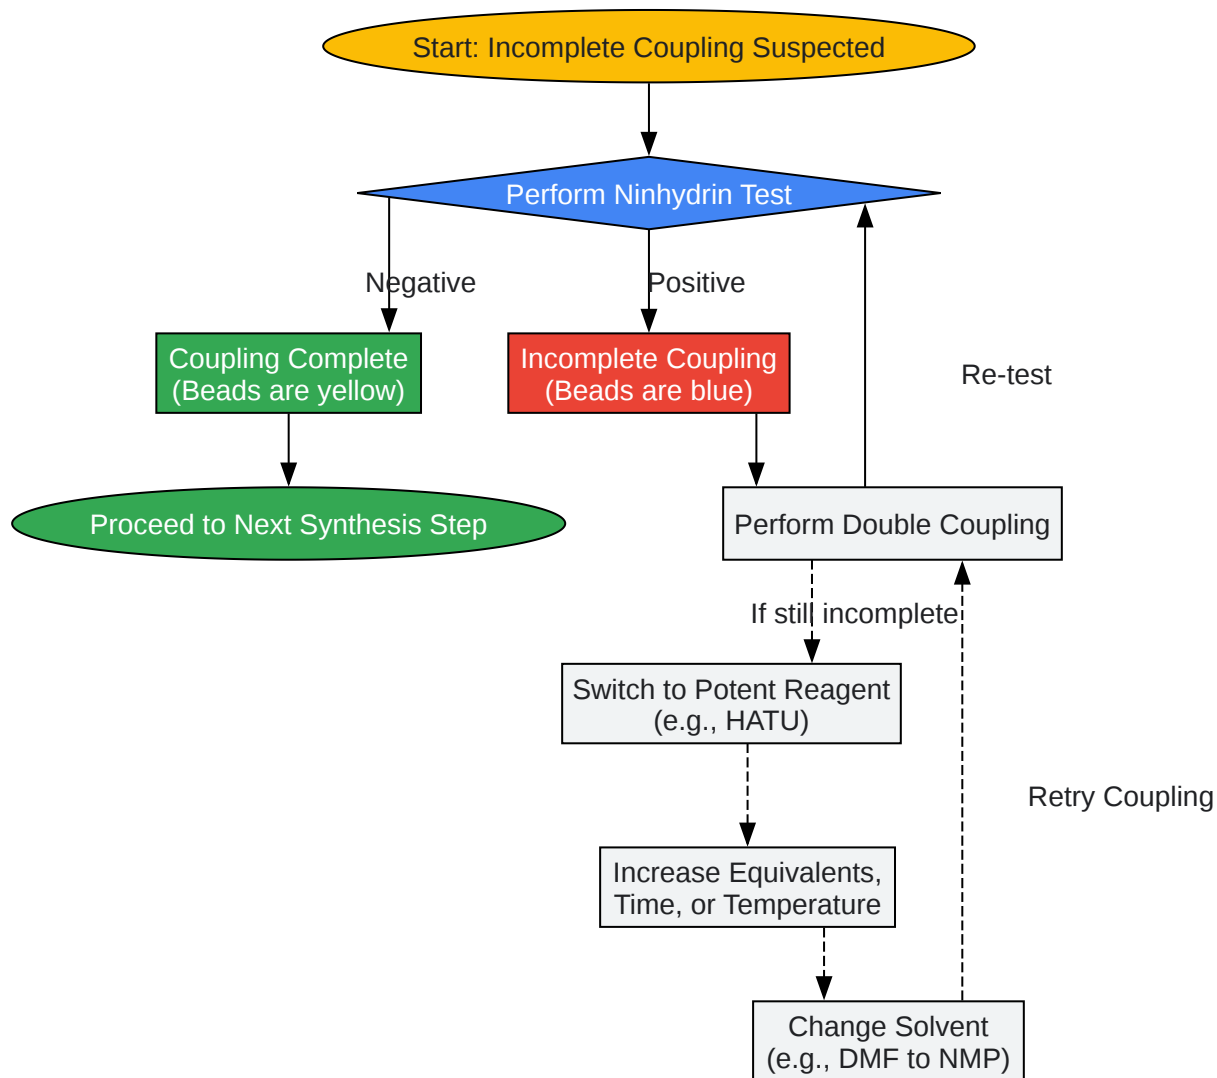 Start: Incomplete Coupling Suspected
Perform Ninhydrin Test
Negative
Positive
Coupling Complete
(Beads are yellow)
Incomplete Coupling
(Beads are blue)
Re-test
Proceed to Next Synthesis Step
Perform Double Coupling
If still incomplete
Switch to Potent Reagent
(e.g., HATU)
Retry Coupling
Increase Equivalents,
Time, or Temperature
Change Solvent
(e.g., DMF to NMP)